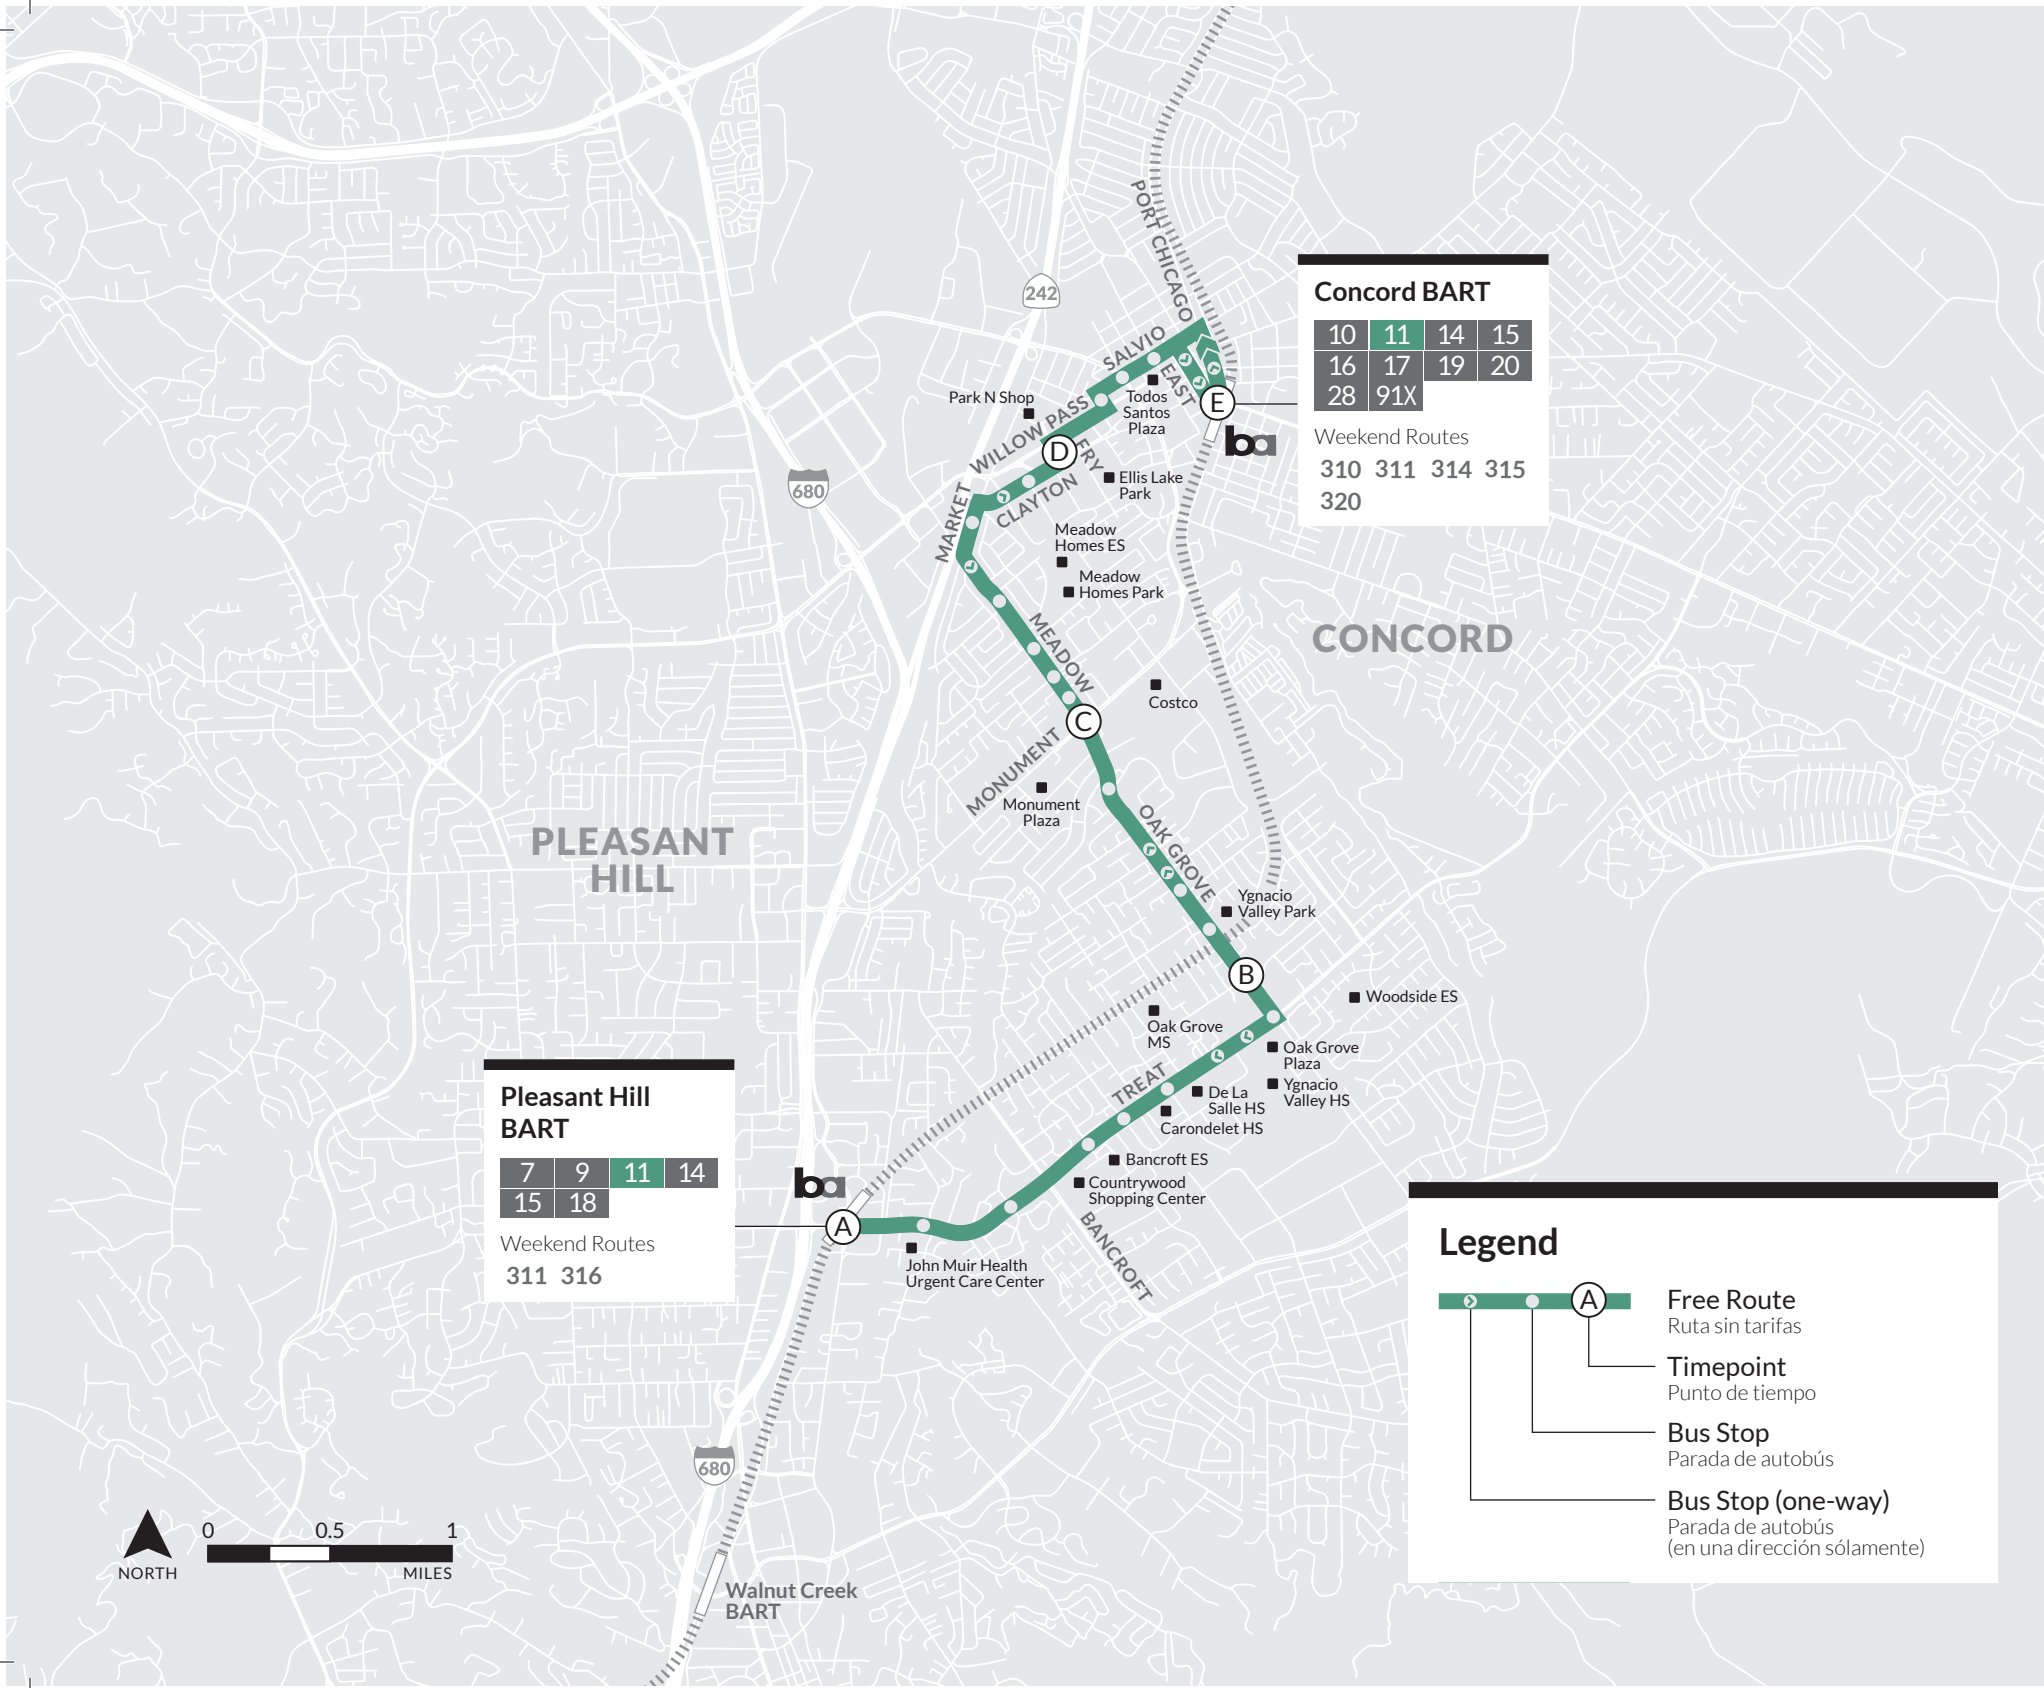 PORT CHICAGO
242
SALVIO
EAST
Park N Shop
Todos
Santos
Plaza
WILLOW PASS
FRY
CLAYTON
MARKET
D
E
ba
Ellis Lake
Park
680
Meadow
Homes ES
Meadow
Homes Park
MEADOW
CONCORD
Costco
C
MONUMENT
Monument
Plaza
OAK GROVE
PLEASANT
HILL
Ygnacio
Valley Park
B
Woodside ES
Oak Grove
MS
Oak Grove
Plaza
Ygnacio
Valley HS
TREAT
De La
Salle HS
Carondelet HS
Bancroft ES
Countrywood
Shopping Center
BANCROFT
ba
A
John Muir Health
Urgent Care Center
680
Walnut Creek
BART
Concord BART
10 11 14 15
16 17 19 20
28 91X
Weekend Routes
310 311 314 315
320
Pleasant Hill
BART
7 9 11 14
15 18
Weekend Routes
311 316
NORTH
0 0.5 1
MILES
Legend
A
Free Route
Ruta sin tarifas
Timepoint
Punto de tiempo
Bus Stop
Parada de autobús
Bus Stop (one-way)
Parada de autobús
(en una dirección sólamente)